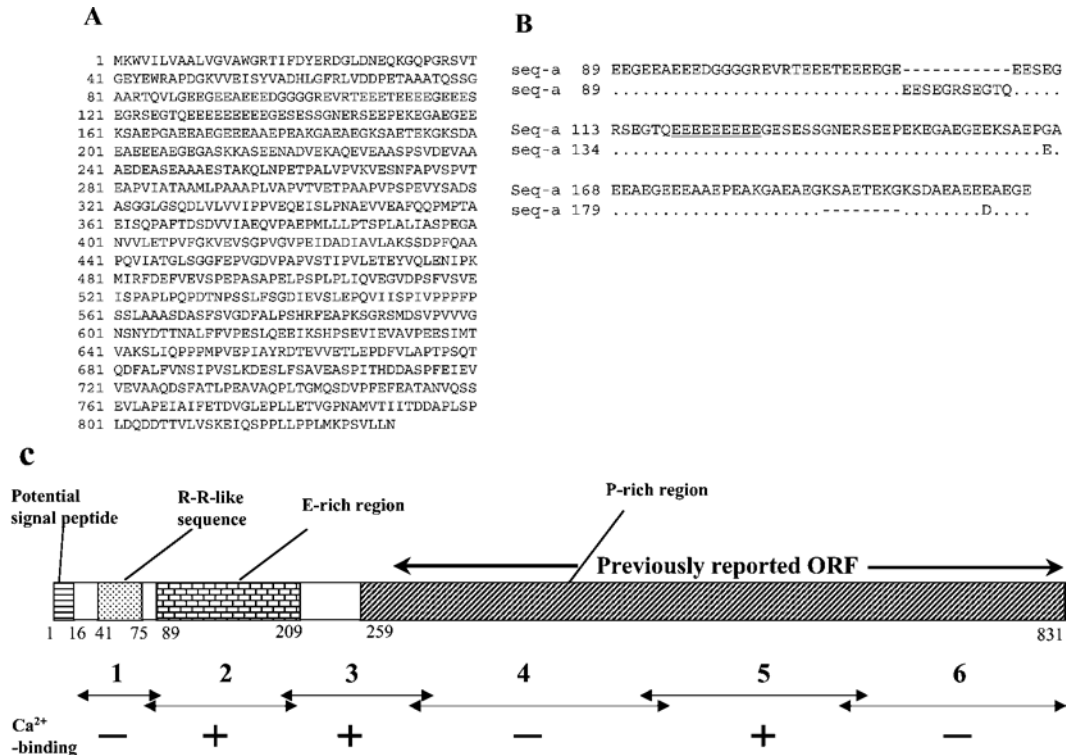 A
1 MKWVILVAALVGVAWGRTIFDYERDGLDNEQKGQPGRSVT
41 GEYEWRAPDGKVVEISYVADHLGFRLVDDPETAAATQSSG
81 AARTQVLGEEGEEAEEEDGGGGREVRTEEETEEEEGEEES
121 EGRSEGTQEEEEEEEEEGESESSGNERSEEPEKEGAEGEE
161 KSAEPGAEEAEGEEEAAEPEAKGAEAEGKSAETEKGKSDA
201 EAEEEAEGEGASKKASEENADVEKAQEVEAASPSVDEVAA
241 AEDEASEAAAESTAKQLNPETPALVPVKVESNFAPVSPVT
281 EAPVIATAAMLPAAAPLVAPVTVETPAAPVPSPEVYSADS
321 ASGGLGSQDLVLVVIPPVEQEISLPNAEVVEAFQQPMPTA
361 EISQPAFTDSDVVIAEQVPAEPMLLLPTSPLALIASPEGA
401 NVVLETPVFGKVEVSGPVGVPEIDADIAVLAKSSDPFQAA
441 PQVIATGLSGGFEPVGDVPAPVSTIPVLETEYVQLENIPK
481 MIRFDEFVEVSPEPASAPELPSPLPLIQVEGVDPSFVSVE
521 ISPAPLPQPDTNPSSLFSGDIEVSLEPQVIISPIVPPPFP
561 SSLAAASDASFSVGDFALPSHRFEAPKSGRSMDSVPVVVG
601 NSNYDTTNALFFVPESLQEEIKSHPSEVIEVAVPEESIMT
641 VAKSLIQPPPMPVEPIAYRDTEVVETLEPDFVLAPTPSQT
681 QDFALFVNSIPVSLKDESLFSAVEASPITHDDASPFEIEV
721 VEVAAQDSFATLPEAVAQPLTGMQSDVPFEFEATANVQSS
761 EVLAPEIAIFETDVGLEPLLETVGPNAMVTIITDDAPLSP
801 LDQDDTTVLVSKEIQSPPLLPPLMKPSVLLN
B
seq-a 89 EEGEEAEEEDGGGGREVRTEEETEEEEGE------------EESEG
seq-a 89 .............................EESEGRSEGTQ.....
Seq-a 113 RSEGTQEEEEEEEEEGESESSGNERSEEPEKEGAEGEEKSAEPGA
seq-a 134 ...........................................E.
Seq-a 168 EEAEGEEEAAEPEAKGAEAEGKSAETEKGKSDAEAEEEAEGE
seq-a 179 .....................--------.........D....
c
Potential
signal peptide
R-R-like
sequence
E-rich region
P-rich region
Previously reported ORF
1 16 41 75 89 209 259 831
1 2 3 4 5 6
Ca2+
-binding
− + + − + −